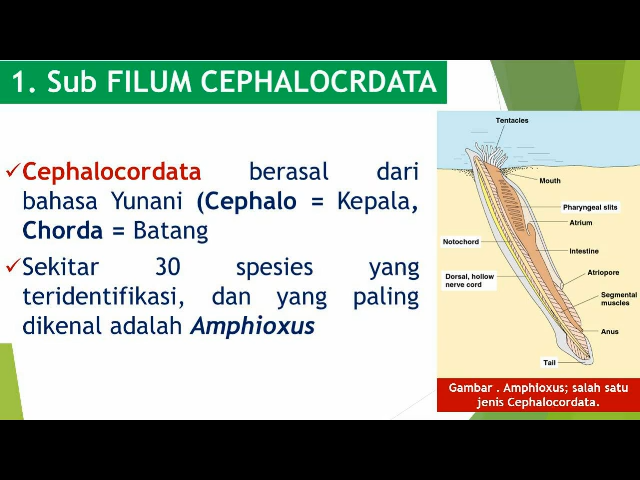 1. Sub FILUM CEPHALOCRDATA
✓Cephalocordata berasal dari
bahasa Yunani (Cephalo = Kepala,
Chorda = Batang
✓Sekitar 30 spesies yang
teridentifikasi, dan yang paling
dikenal adalah Amphioxus
Tentacles
Mouth
Pharyngeal slits
Atrium
Notochord
Intestine
Dorsal, hollow
nerve cord
Atriopore
Segmental
muscles
Anus
Tail
Gambar . Amphioxus; salah satu
jenis Cephalocordata.